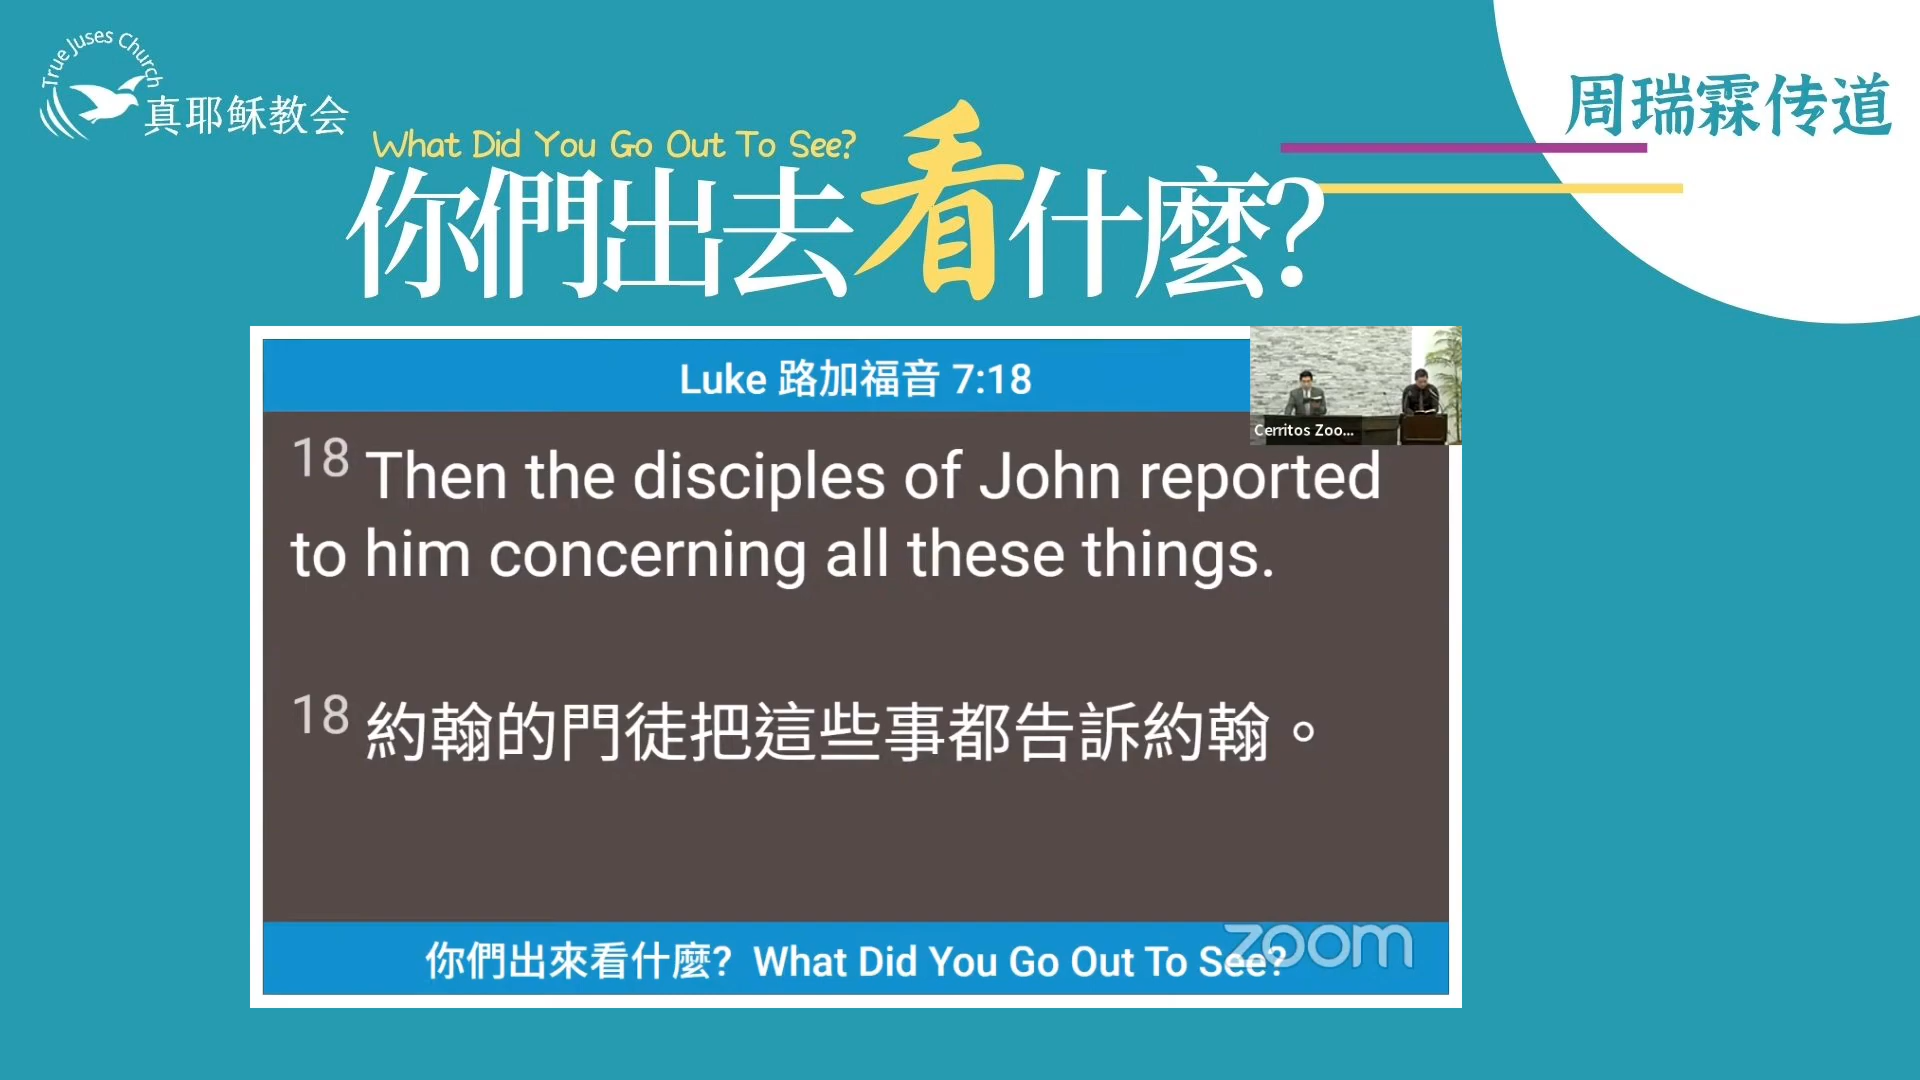 True Juses Church
真耶稣教会
周瑞霖传道
What Did You Go Out To See?
你們出去看什麼?
Luke 路加福音 7:18
Cerritos Zoo...
18 Then the disciples of John reported
to him concerning all these things.
18 約翰的門徒把這些事都告訴約翰。
zoom
你們出來看什麼? What Did You Go Out To See?